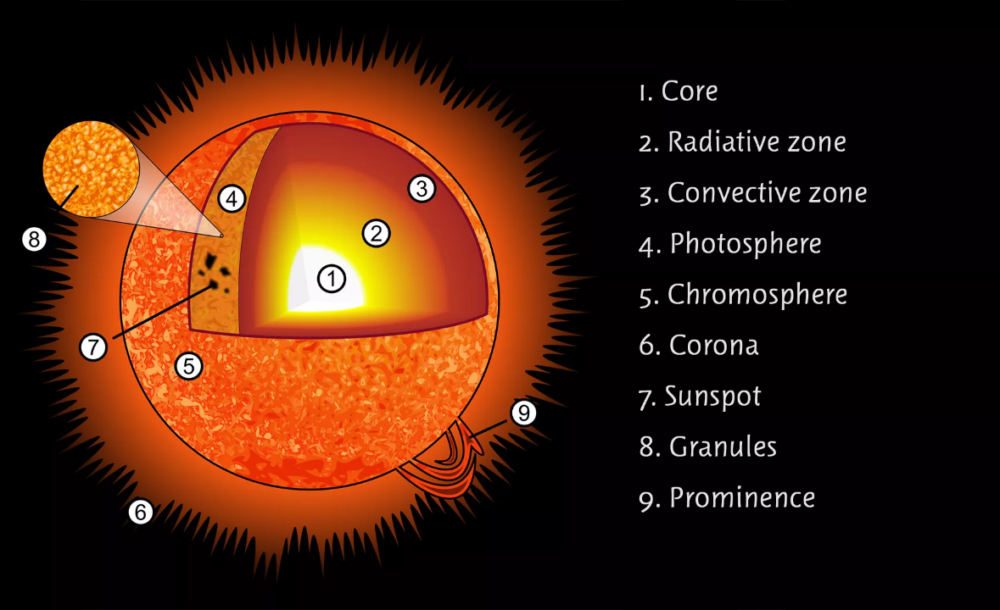 1. Core
2. Radiative zone
3. Convective zone
4. Photosphere
5. Chromosphere
6. Corona
7. Sunspot
8. Granules
9. Prominence
4
3
2
8
1
7
5
9
6